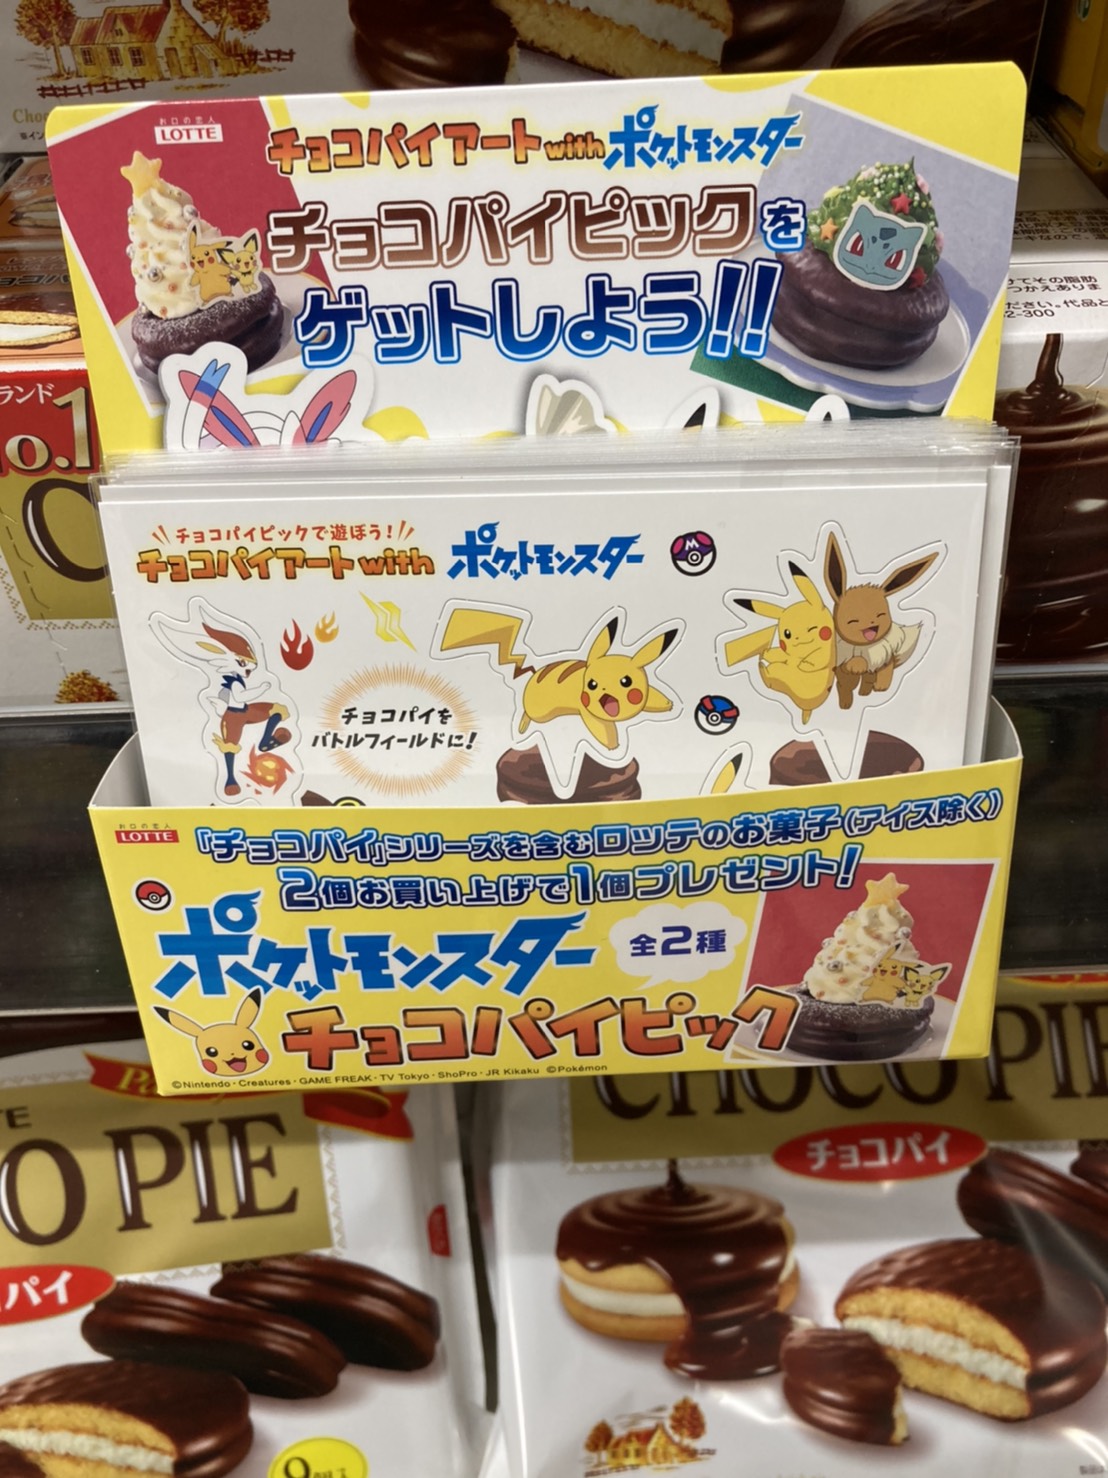 Choc
お口の恋人
LOTTE
チョコパイアートwithポケットモンスター
チョコパイピックを
ゲットしよう!!
ランド
o.1
2-300
チョコパイピックで遊ぼう!
チョコパイアートwith ポケットモンスター
チョコパイを
バトルフィールドに!
お口の恋人
LOTTE
『チョコパイ』シリーズを含むロッテのお菓子(アイス除く)
2個お買い上げで1個プレゼント!
ポケットモンスター
全2種
チョコパイピック
©Nintendo・Creatures・GAME FREAK・TV Tokyo・ShoPro・JR Kikaku ©Pokémon
O PIE
パイ
CHOCO PIE
チョコパイ